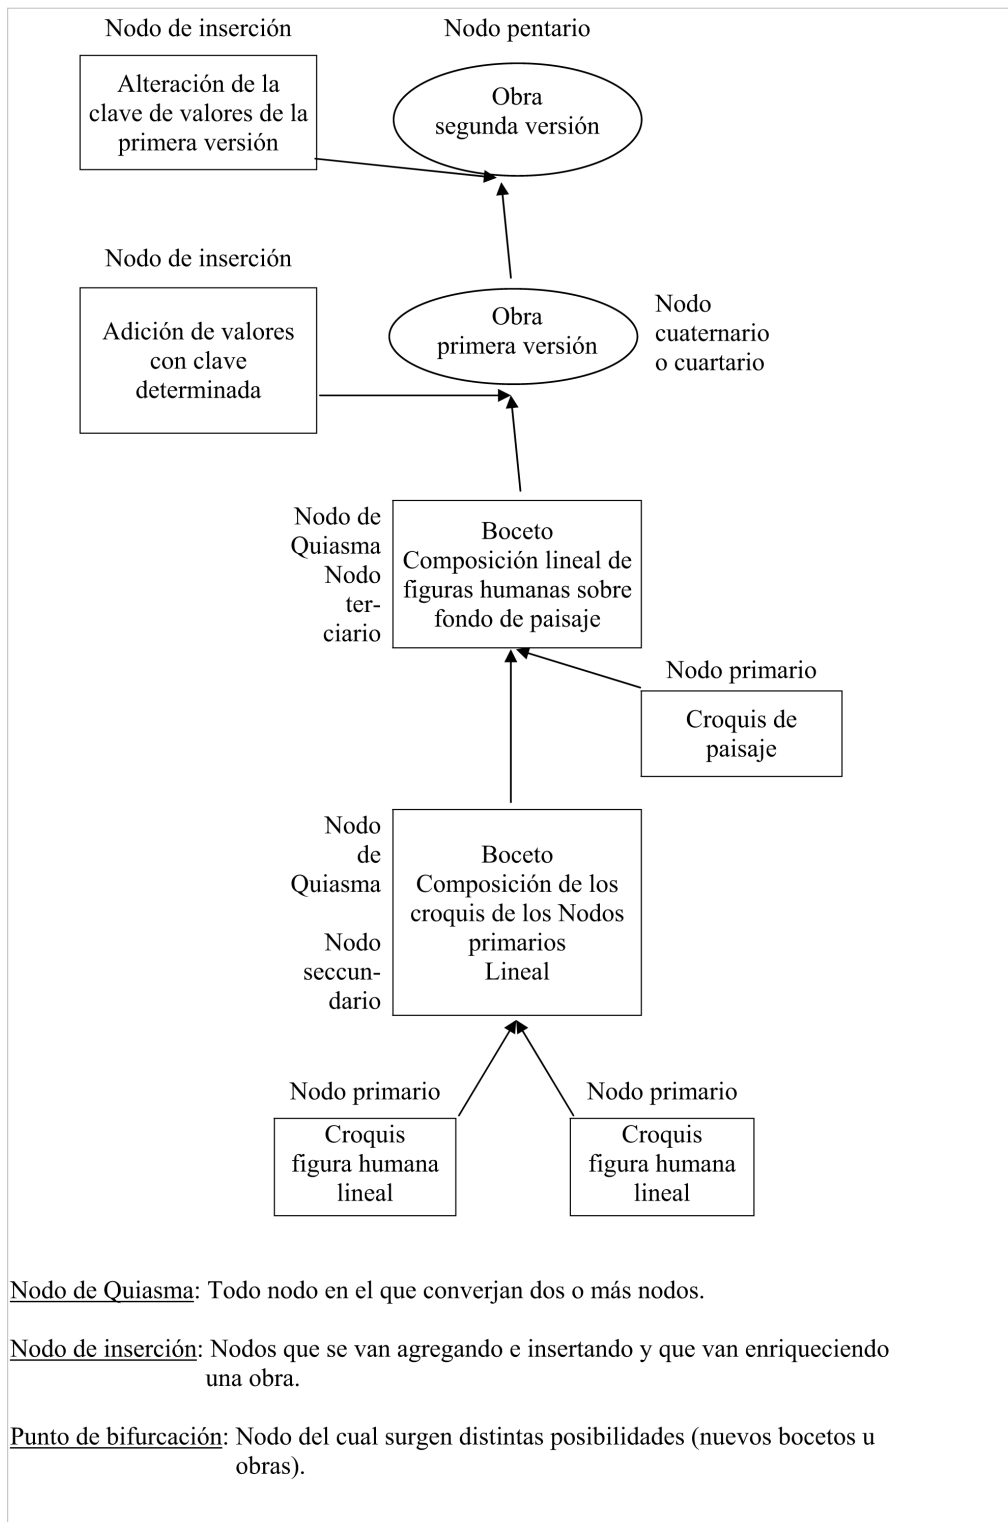 Nodo de inserción
Nodo pentario
Alteración de la
clave de valores de la
primera versión
Obra
segunda versión
Nodo de inserción
Adición de valores
con clave
determinada
Obra
primera versión
Nodo
cuaternario
o cuartario
Nodo de
Quiasma
Nodo
ter-
ciario
Boceto
Composición lineal de
figuras humanas sobre
fondo de paisaje
Nodo primario
Croquis de
paisaje
Nodo
de
Quiasma
Nodo
seccun-
dario
Boceto
Composición de los
croquis de los Nodos
primarios
Lineal
Nodo primario
Croquis
figura humana
lineal
Nodo primario
Croquis
figura humana
lineal
Nodo de Quiasma: Todo nodo en el que converjan dos o más nodos.
Nodo de inserción: Nodos que se van agregando e insertando y que van enriqueciendo
una obra.
Punto de bifurcación: Nodo del cual surgen distintas posibilidades (nuevos bocetos u
obras).